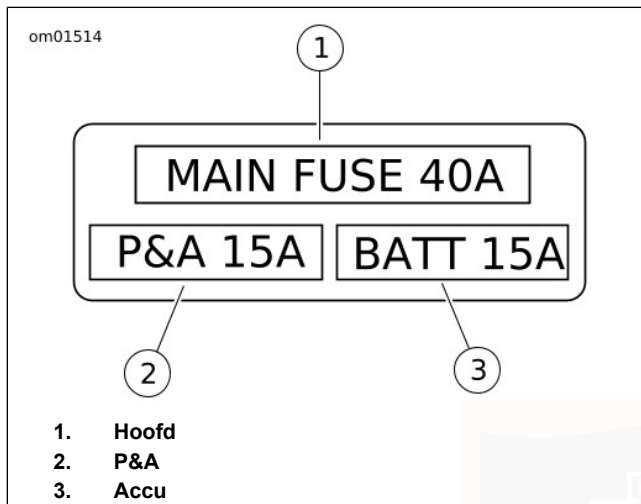 om01514
1
MAIN FUSE 40A
P&A 15A BATT 15A
2 3
1. Hoofd
2. P&A
3. Accu